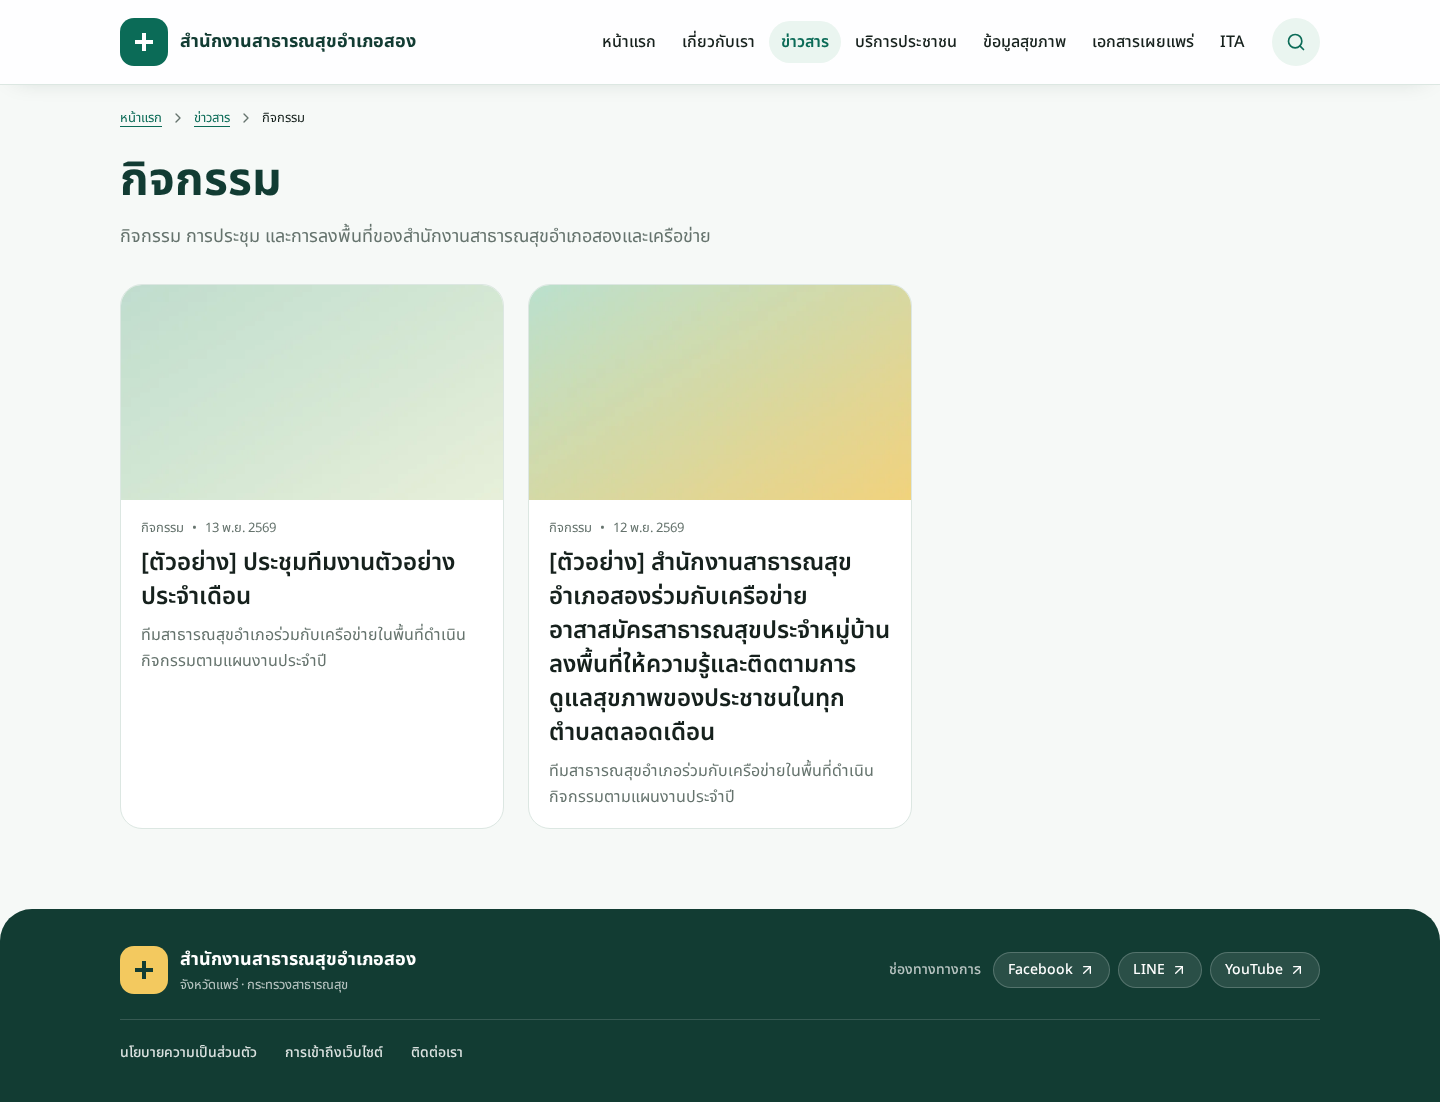 สำนักงานสาธารณสุขอำเภอสอง
หน้าแรก
เกี่ยวกับเรา
ข่าวสาร
บริการประชาชน
ข้อมูลสุขภาพ
เอกสารเผยแพร่
ITA
หน้าแรก > ข่าวสาร > กิจกรรม
กิจกรรม
กิจกรรม การประชุม และการลงพื้นที่ของสำนักงานสาธารณสุขอำเภอสองและเครือข่าย
กิจกรรม • 13 พ.ย. 2569
[ตัวอย่าง] ประชุมทีมงานตัวอย่าง
ประจำเดือน
ทีมสาธารณสุขอำเภอร่วมกับเครือข่ายในพื้นที่ดำเนิน
กิจกรรมตามแผนงานประจำปี
กิจกรรม • 12 พ.ย. 2569
[ตัวอย่าง] สำนักงานสาธารณสุข
อำเภอสองร่วมกับเครือข่าย
อาสาสมัครสาธารณสุขประจำหมู่บ้าน
ลงพื้นที่ให้ความรู้และติดตามการ
ดูแลสุขภาพของประชาชนในทุก
ตำบลตลอดเดือน
ทีมสาธารณสุขอำเภอร่วมกับเครือข่ายในพื้นที่ดำเนิน
กิจกรรมตามแผนงานประจำปี
สำนักงานสาธารณสุขอำเภอสอง
จังหวัดแพร่ · กระทรวงสาธารณสุข
ช่องทางทางการ
Facebook
LINE
YouTube
นโยบายความเป็นส่วนตัว
การเข้าถึงเว็บไซต์
ติดต่อเรา